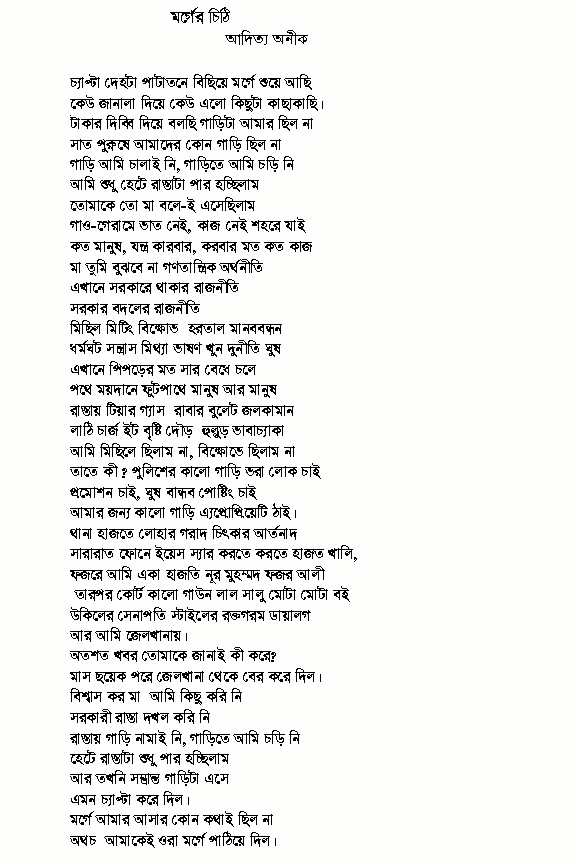 মর্গের চিঠি
আদিত্য অনীক
চ্যাপ্টা দেহটা পাটাতনে বিছিয়ে মর্গে শুয়ে আছি
কেউ জানালা দিয়ে কেউ এলো কিছুটা কাছাকাছি।
টাকার দিব্বি দিয়ে বলছি গাড়িটা আমার ছিল না
সাত পুরুষে আমাদের কোন গাড়ি ছিল না
গাড়ি আমি চালাই নি, গাড়িতে আমি চড়ি নি
আমি শুধু হেটে রাস্তাটা পার হচ্ছিলাম
তোমাকে তো মা বলে-ই এসেছিলাম
গাও-গেরামে ভাত নেই, কাজ নেই শহরে যাই
কত মানুষ, যন্ত্র কারবার, করবার মত কত কাজ
মা তুমি বুঝবে না গণতান্ত্রিক অর্থনীতি
এখানে সরকারে থাকার রাজনীতি
সরকার বদলের রাজনীতি
মিছিল মিটিং বিক্ষোভ হরতাল মানববন্ধন
ধর্মঘট সন্ত্রাস মিথ্যা ভাষণ খুন দুনীতি ঘুষ
এখানে পিপড়ের মত সার বেধে চলে
পথে ময়দানে ফুটপাথে মানুষ আর মানুষ
রাস্তায় টিয়ার গ্যাস রাবার বুলেট জলকামান
লাঠি চার্জ ইট বৃষ্টি দৌড় হুল্লুড় ভাবাচ্যাকা
আমি মিছিলে ছিলাম না, বিক্ষোভে ছিলাম না
তাতে কী? পুলিশের কালো গাড়ি ভরা লোক চাই
প্রমোশন চাই, ঘুষ বান্ধব পোষ্টিং চাই
আমার জন্য কালো গাড়ি এ্যপ্রোপ্রিয়েটি ঠাই।
থানা হাজতে লোহার গরাদ চিৎকার আর্তনাদ
সারারাত ফোনে ইয়েস স্যার করতে করতে হাজত খালি,
ফজরে আমি একা হাজতি নূর মুহম্মদ ফজর আলী
তারপর কোর্ট কালো গাউন লাল সালু মোটা মোটা বই
উকিলের সেনাপতি স্টাইলের রক্তগরম ডায়ালগ
আর আমি জেলখানায়।
অতশত খবর তোমাকে জানাই কী করে?
মাস ছয়েক পরে জেলখানা থেকে বের করে দিল।
বিশ্বাস কর মা আমি কিছু করি নি
সরকারী রাস্তা দখল করি নি
রাস্তায় গাড়ি নামাই নি, গাড়িতে আমি চড়ি নি
হেটে রাস্তাটা শুধু পার হচ্ছিলাম
আর তখনি সম্ভ্রান্ত গাড়িটা এসে
এমন চ্যাপ্টা করে দিল।
মর্গে আমার আসার কোন কথাই ছিল না
অথচ আমাকেই ওরা মর্গে পাঠিয়ে দিল।